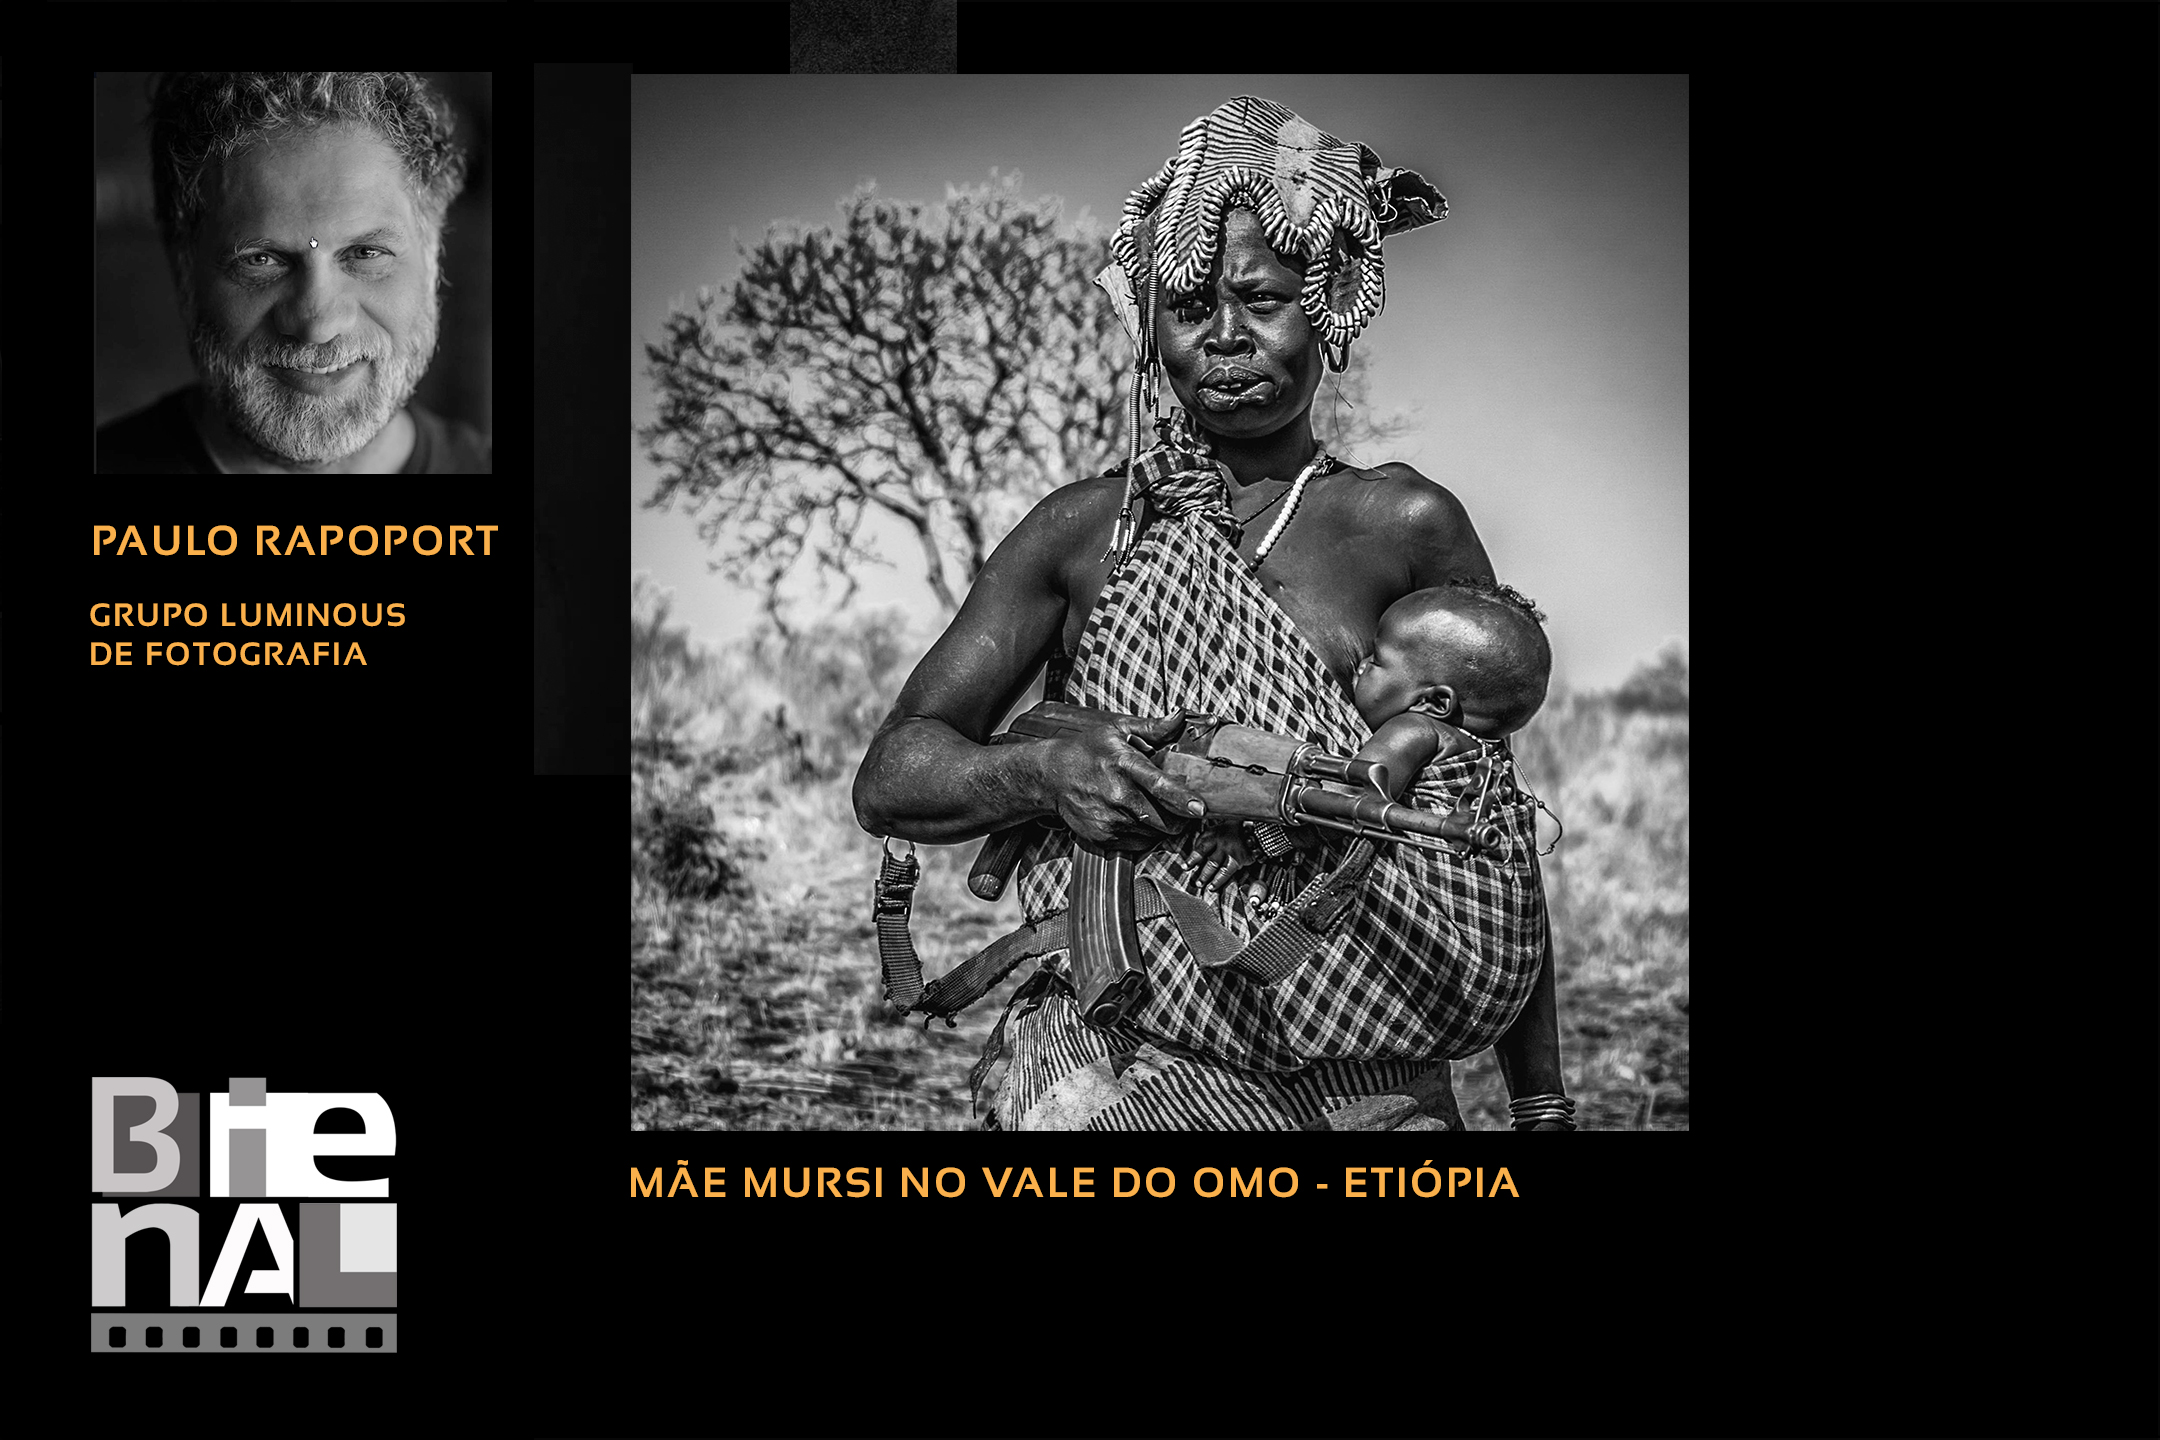 PAULO RAPOPORT
GRUPO LUMINOUS
DE FOTOGRAFIA
BienAL
MÃE MURSI NO VALE DO OMO - ETIÓPIA